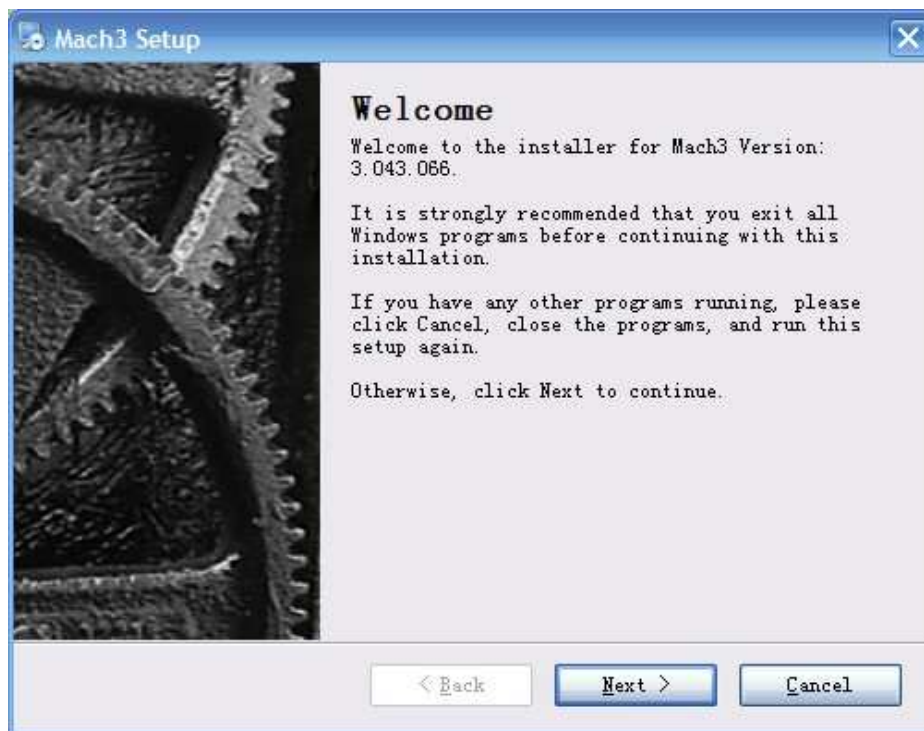 Mach3 Setup
Welcome
Welcome to the installer for Mach3 Version:
3.043.066.
It is strongly recommended that you exit all
Windows programs before continuing with this
installation.
If you have any other programs running, please
click Cancel, close the programs, and run this
setup again.
Otherwise, click Next to continue.
< Back
Next >
Cancel